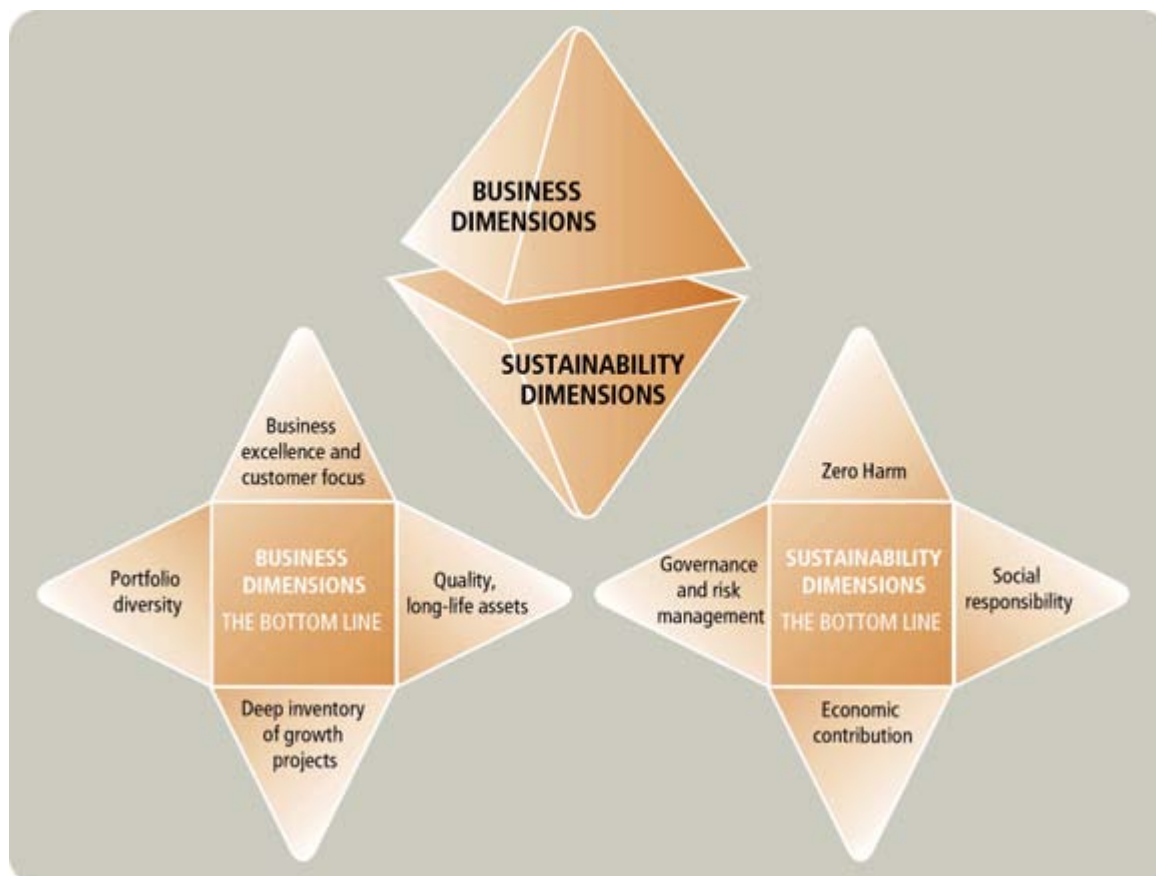 BUSINESS
DIMENSIONS
SUSTAINABILITY
DIMENSIONS
Business
excellence and
customer focus
Portfolio
diversity
BUSINESS
DIMENSIONS
THE BOTTOM LINE
Quality,
long-life assets
Deep inventory
of growth
projects
Zero Harm
Governance
and risk
management
SUSTAINABILITY
DIMENSIONS
THE BOTTOM LINE
Social
responsibility
Economic
contribution